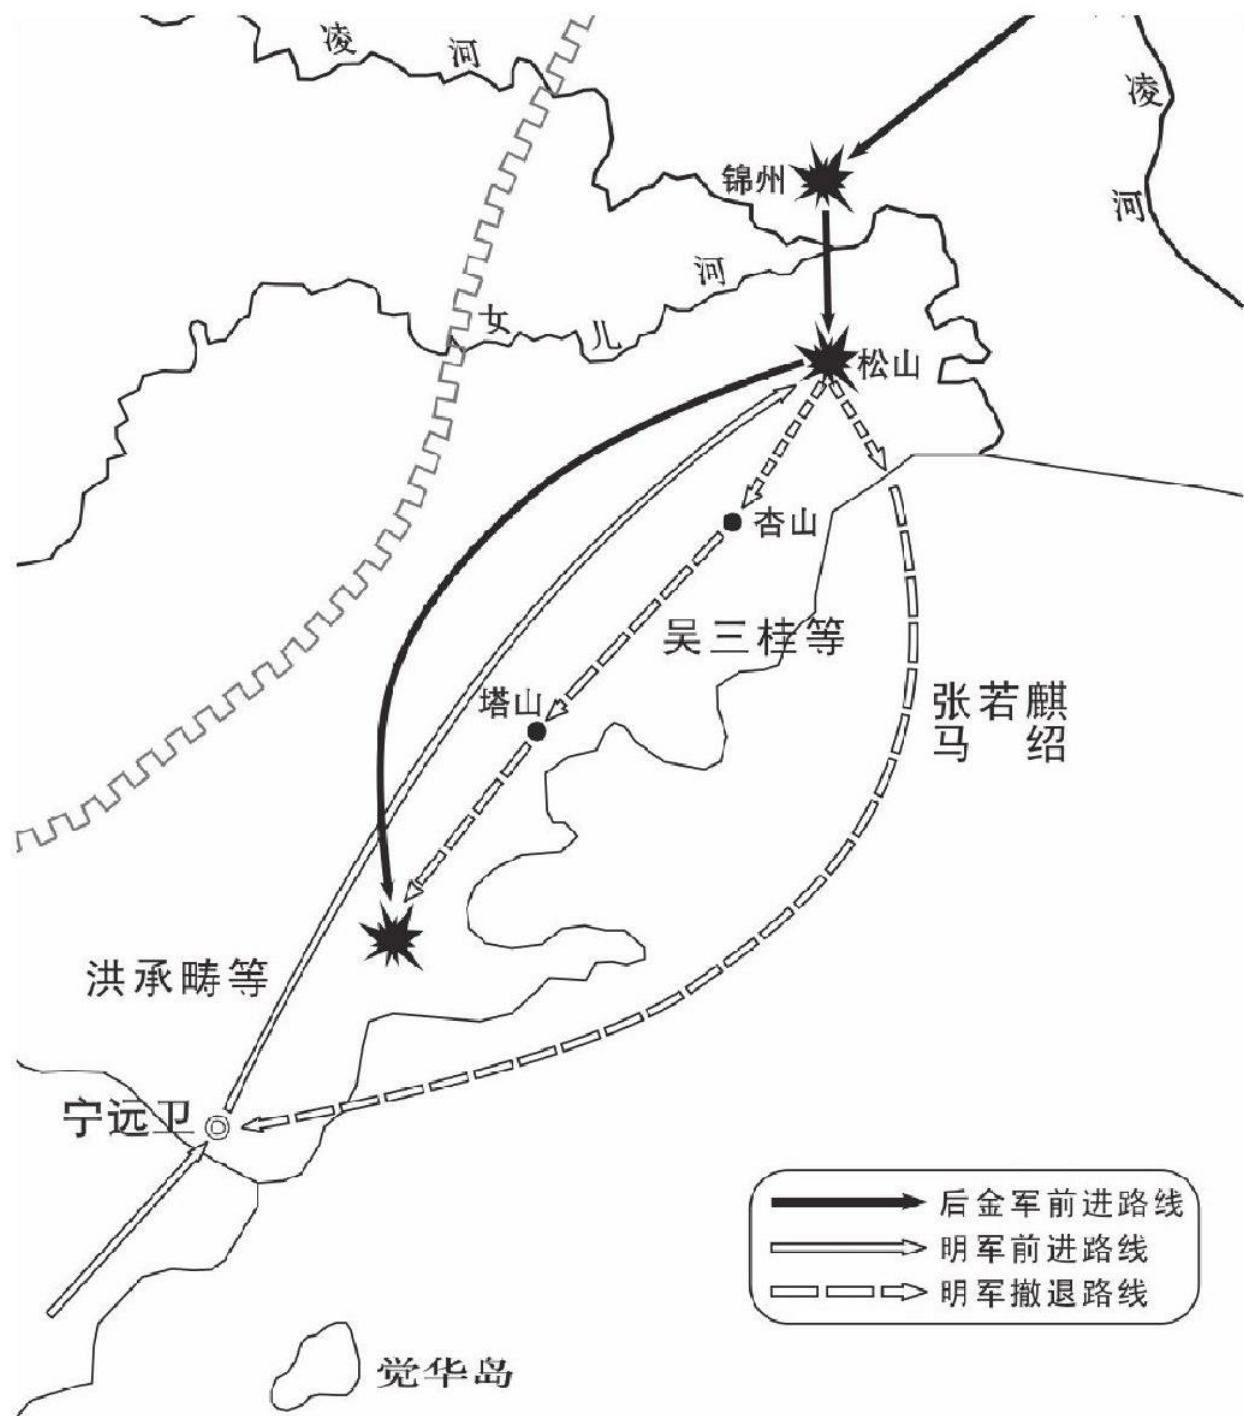 凌河
凌河
锦州
女儿河
松山
杏山
吴三桂等
塔山
张若麒
马绍
洪承畴等
宁远卫
后金军前进路线
明军前进路线
明军撤退路线
觉华岛